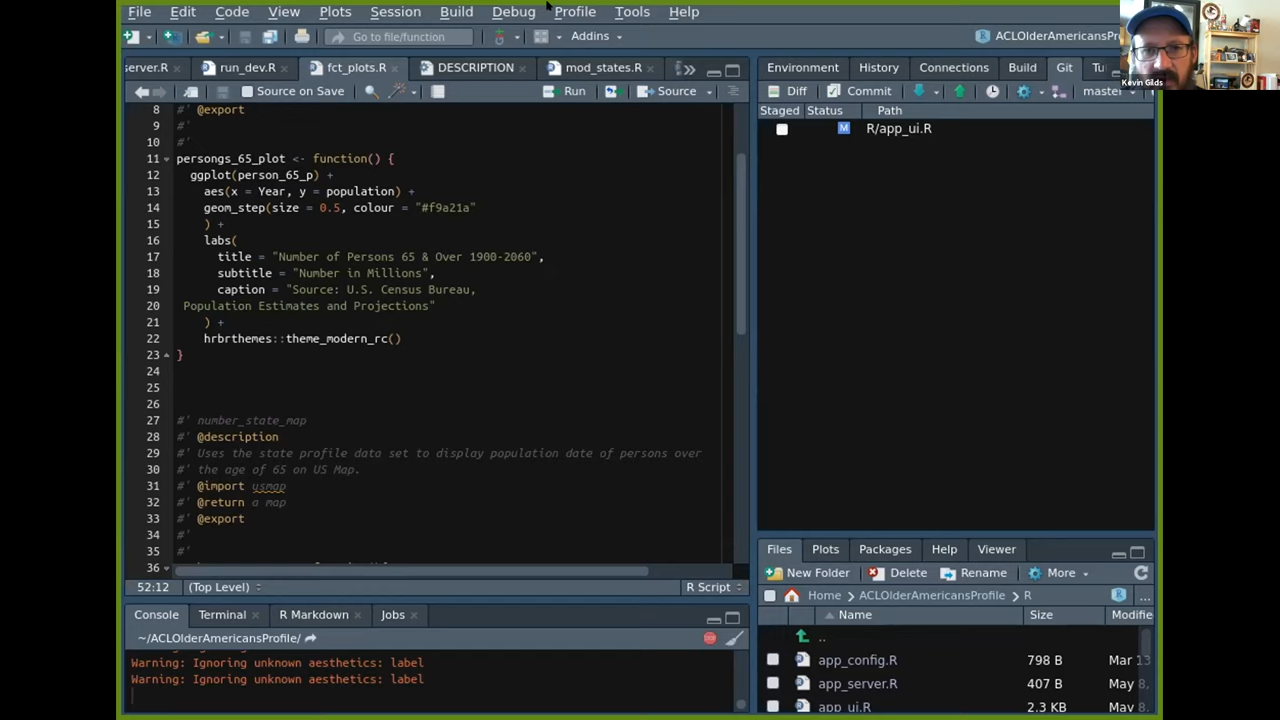 File Edit Code View Plots Session Build Debug Profile Tools Help
Go to file/function Addins ACLOlderAmericansProfi
server.R run_dev.R fct_plots.R DESCRIPTION mod_states.R
Source on Save Run Source
8 #' @export
9 #'
10 #'
11 persongs_65_plot <- function() {
12 ggplot(person_65_p) +
13 aes(x = Year, y = population) +
14 geom_step(size = 0.5, colour = "#f9a21a"
15 ) +
16 labs(
17 title = "Number of Persons 65 & Over 1900-2060",
18 subtitle = "Number in Millions",
19 caption = "Source: U.S. Census Bureau,
20 Population Estimates and Projections"
21 ) +
22 hrbrthemes::theme_modern_rc()
23 }
24
25
26
27 #' number_state_map
28 #' @description
29 #' Uses the state profile data set to display population date of persons over
30 #' the age of 65 on US Map.
31 #' @import usmap
32 #' @return a map
33 #' @export
34 #'
35 #'
36
52:12 (Top Level) R Script
Console Terminal R Markdown Jobs
~/ACLOlderAmericansProfile/
Warning: Ignoring unknown aesthetics: label
Warning: Ignoring unknown aesthetics: label
Environment History Connections Build Git Tu
Diff Commit master
Staged Status Path
M R/app_ui.R
Files Plots Packages Help Viewer
New Folder Delete Rename More
Home ACLOlderAmericansProfile R ...
Name Size Modifie
..
app_config.R 798 B Mar 13
app_server.R 407 B May 8,
app_ui.R 2.3 KB May 8,
Kevin Gilds